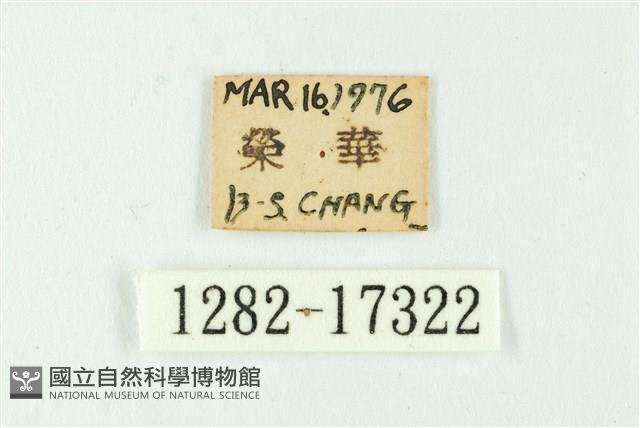 MAR 16, 1976
榮 華
B-S CHANG
1282-17322
國立自然科學博物館
NATIONAL MUSEUM OF NATURAL SCIENCE